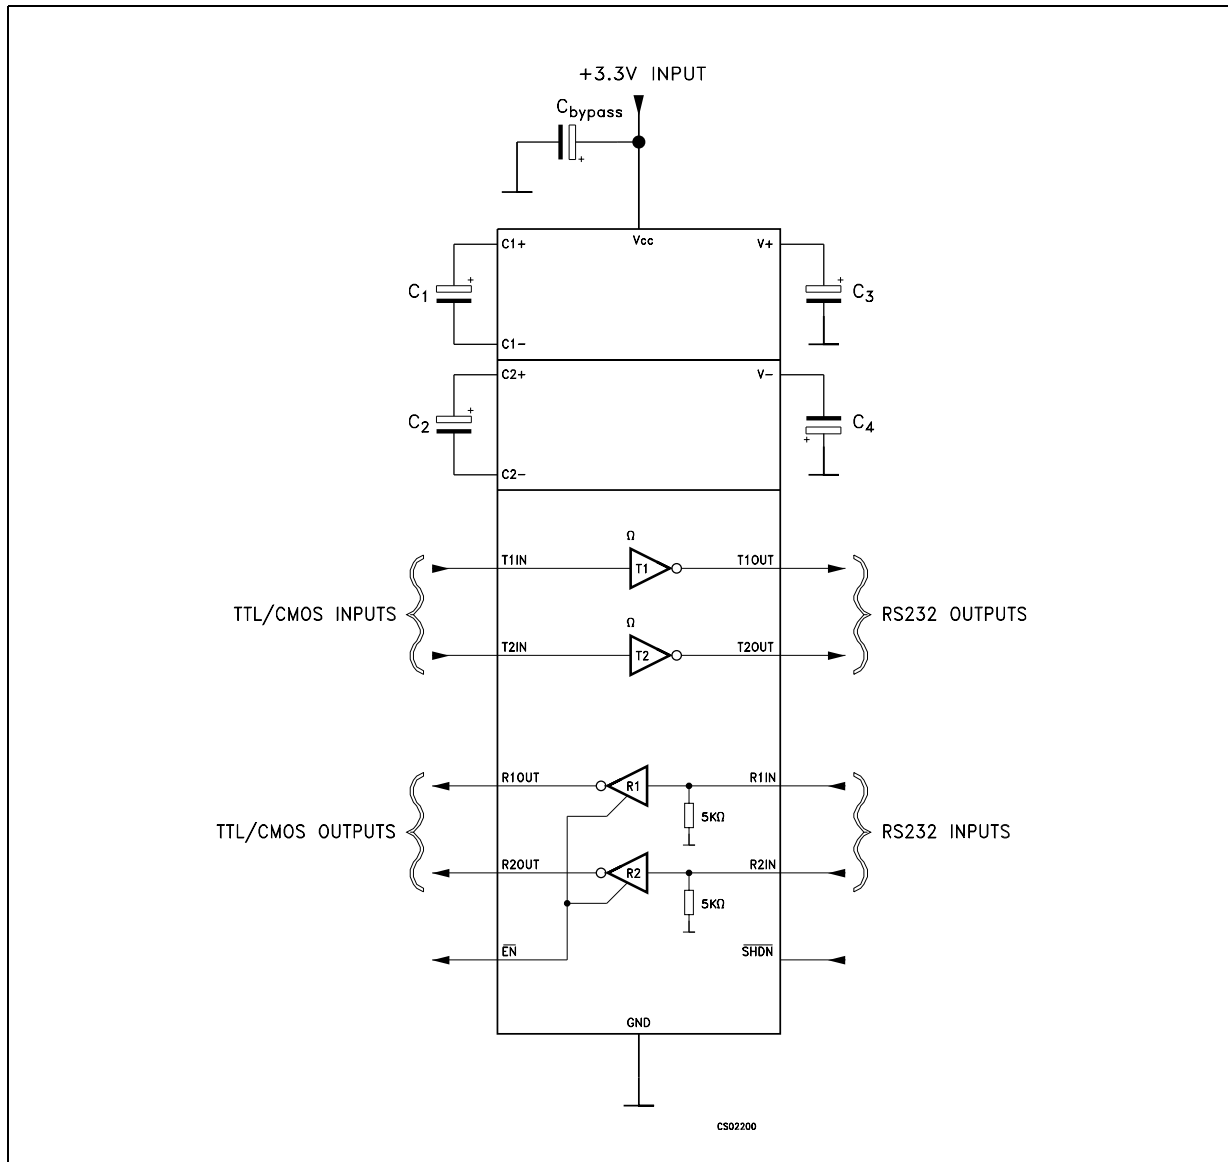 +3.3V INPUT
Cbypass
+
Vcc
C1+
V+
+
C1
+
C3
C1-
C2+
V-
+
C2
C4
+
C2-
Ω
T1IN
T1
T1OUT
TTL/CMOS INPUTS
RS232 OUTPUTS
Ω
T2IN
T2
T2OUT
R1OUT
R1
R1IN
5KΩ
TTL/CMOS OUTPUTS
RS232 INPUTS
R2OUT
R2
R2IN
5KΩ
EN
SHDN
GND
CS02200